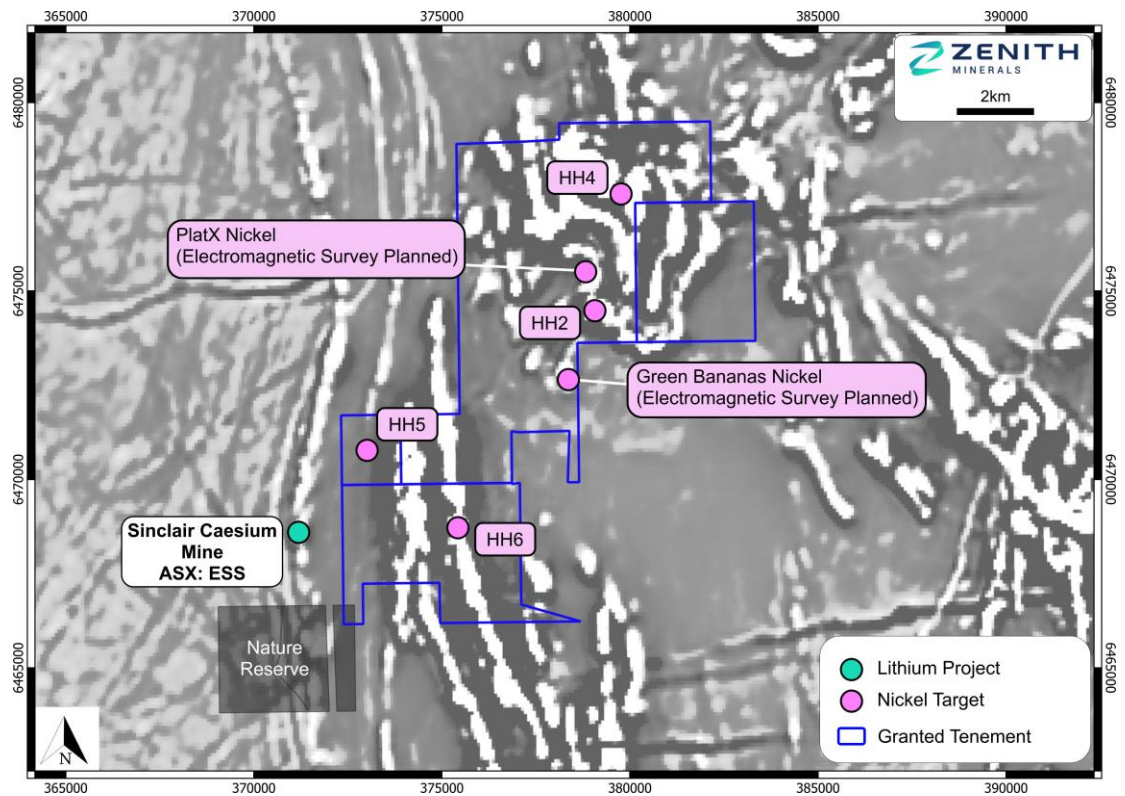 365000
370000
375000
380000
385000
390000
6480000
6480000
ZENITH
MINERALS
2km
HH4
PlatX Nickel
(Electromagnetic Survey Planned)
6475000
6475000
HH2
Green Bananas Nickel
(Electromagnetic Survey Planned)
HH5
6470000
6470000
Sinclair Caesium
Mine
ASX: ESS
HH6
Nature
Reserve
6465000
6465000
Lithium Project
Nickel Target
Granted Tenement
N
365000
370000
375000
380000
385000
390000